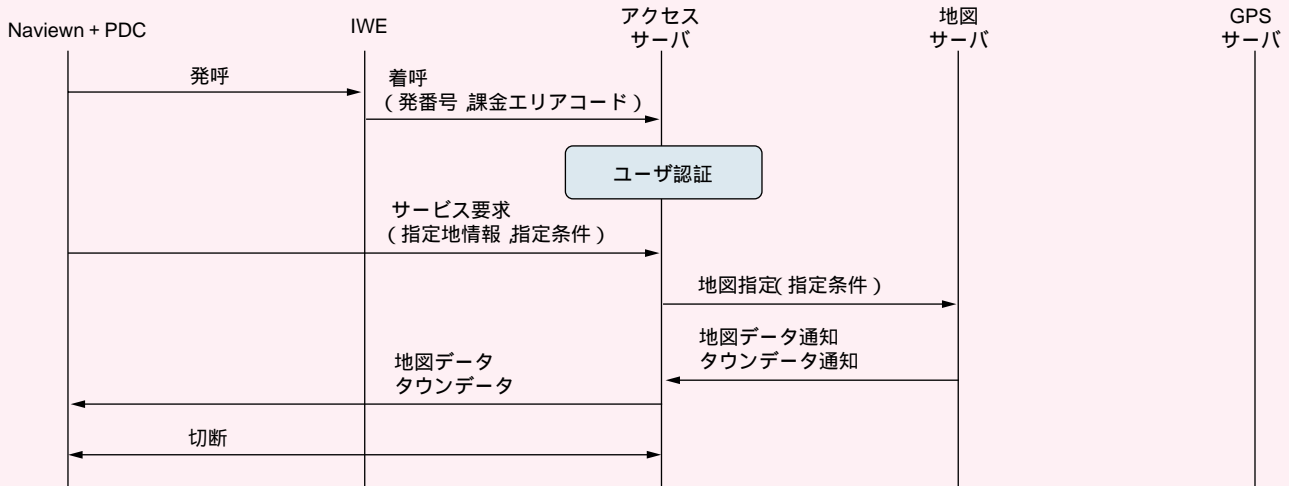 Naviewn + PDC
IWE
アクセス
サーバ
地図
サーバ
GPS
サーバ
発呼
着呼
(発番号,課金エリアコード)
ユーザ認証
サービス要求
(指定地情報,指定条件)
地図指定(指定条件)
地図データ通知
タウンデータ通知
地図データ
タウンデータ
切断